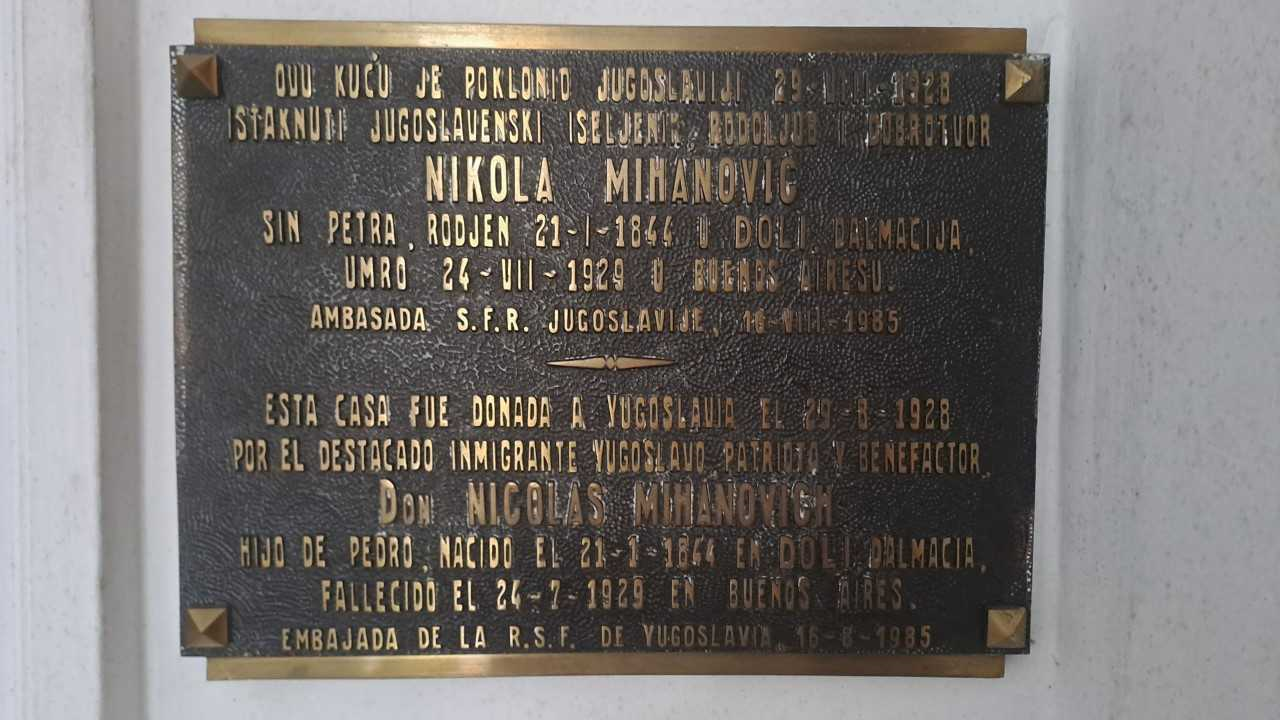 OVU KUĆU JE POKLONIO JUGOSLAVIJI 29-VIII-1928
ISTAKNUTI JUGOSLAVENSKI ISELJENIK, RODOLJUB I DOBROTVOR
NIKOLA MIHANOVIĆ
SIN PETRA, RODJEN 21-I-1844 U DOLI, DALMACIJA,
UMRO 24-VII-1929 U BUENOS AIRESU.
AMBASADA S.F.R. JUGOSLAVIJE, 16-VIII-1985
ESTA CASA FUE DONADA A YUGOSLAVIA EL 29-8-1928
POR EL DESTACADO INMIGRANTE YUGOSLAVO, PATRIOTA Y BENEFACTOR,
DON NICOLAS MIHANOVICH
HIJO DE PEDRO, NACIDO EL 21-1-1844 EN DOLI, DALMACIA,
FALLECIDO EL 24-7-1929 EN BUENOS AIRES.
EMBAJADA DE LA R.S.F. DE YUGOSLAVIA, 16-8-1985